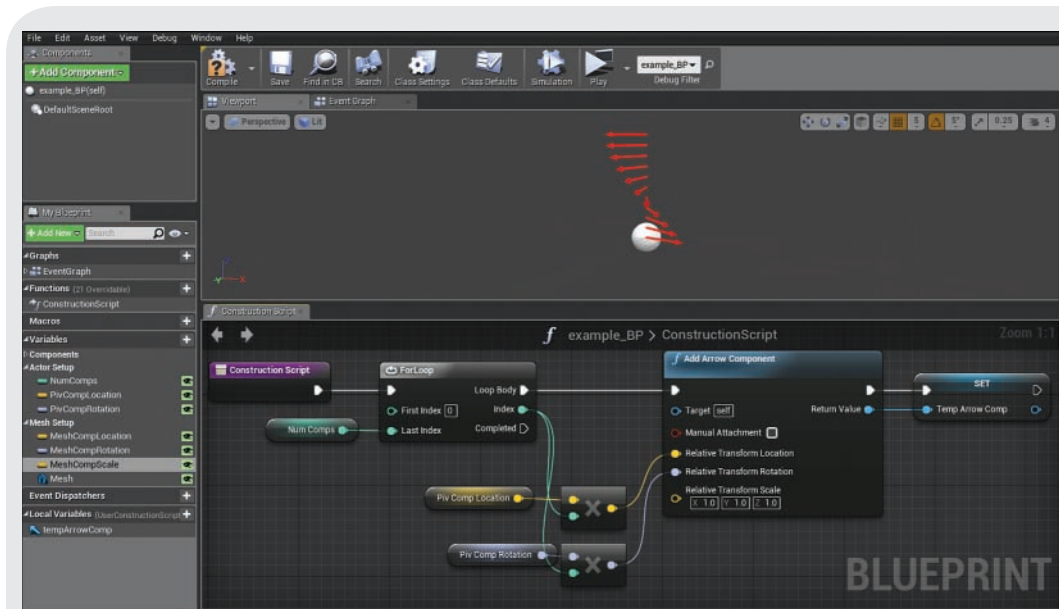 File Edit Asset View Debug Window Help
Components
+Add Component
example_BP(self)
DefaultSceneRoot
Compile Save Find in CB Search Class Settings Class Defaults Simulation Play
example_BP
Debug Filter
Viewport Event Graph
Perspective Lit
5 5° 0.25 4
Y X
My Blueprint
+Add New Search
Graphs
EventGraph
Functions (21 Overridable)
ConstructionScript
Macros
Variables
Components
Actor Setup
NumComps
PivCompLocation
PivCompRotation
Mesh Setup
MeshCompLocation
MeshCompRotation
MeshCompScale
Mesh
Event Dispatchers
Local Variables (UserConstructionScript)
tempArrowComp
Construction Script
f example_BP > ConstructionScript
Zoom 1:1
Construction Script
ForLoop
Loop Body
First Index 0 Index
Last Index Completed
Num Comps
Piv Comp Location
Piv Comp Rotation
f Add Arrow Component
Target self Return Value
Manual Attachment
Relative Transform Location
Relative Transform Rotation
Relative Transform Scale
X 1.0 Y 1.0 Z 1.0
SET
Temp Arrow Comp
BLUEPRINT